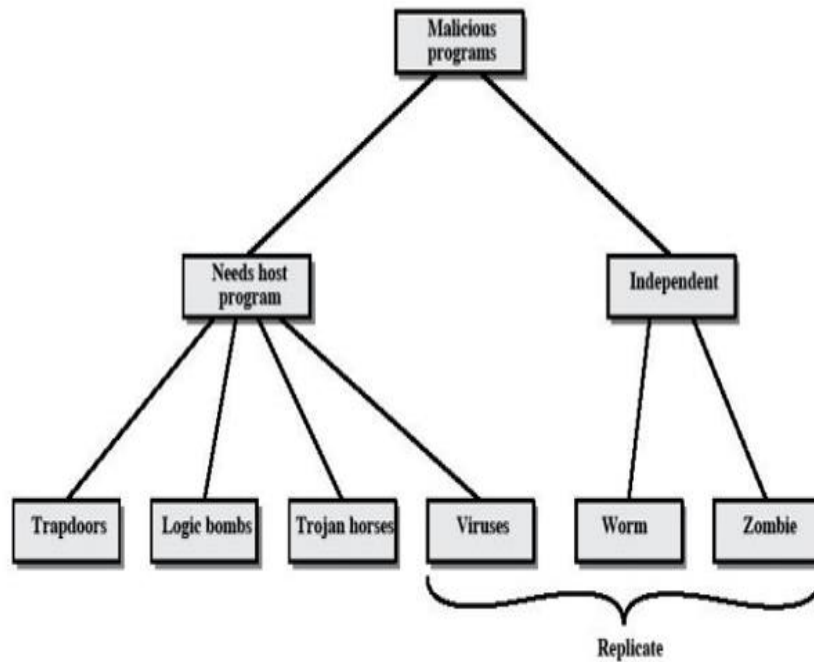 Malicious
programs
Needs host
program
Independent
Trapdoors
Logic bombs
Trojan horses
Viruses
Worm
Zombie
Replicate